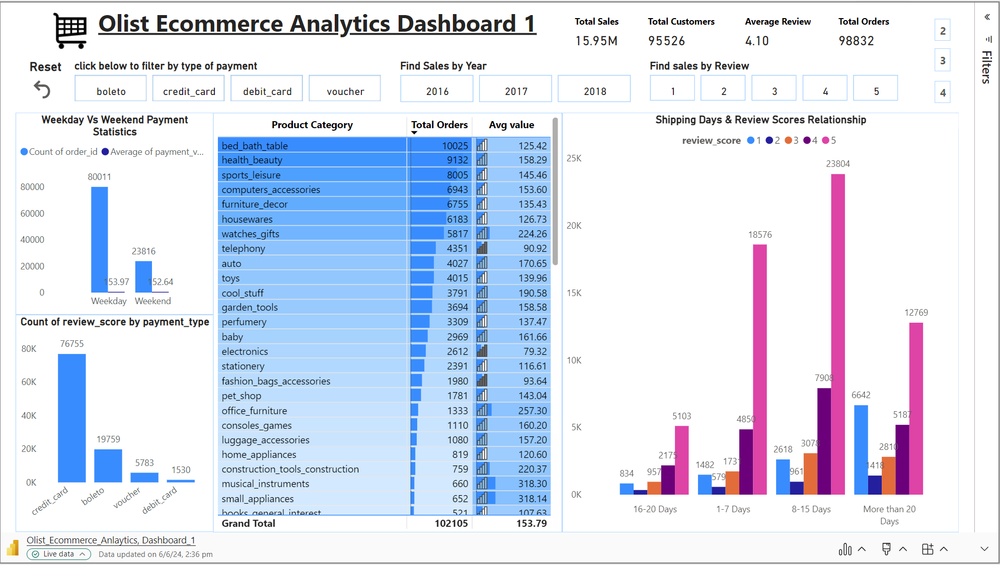 Olist Ecommerce Analytics Dashboard 1
Total Sales
15.95M
Total Customers
95526
Average Review
4.10
Total Orders
98832
2
3
4
Filters
Reset
click below to filter by type of payment
boleto
credit_card
debit_card
voucher
Find Sales by Year
2016
2017
2018
Find sales by Review
1
2
3
4
5
Weekday Vs Weekend Payment
Statistics
Count of order_id
Average of payment_v...
80000
60000
40000
20000
0
80011
153.97
23816
152.64
Weekday
Weekend
Count of review_score by payment_type
80K
60K
40K
20K
0K
76755
19759
5783
1530
credit_card
boleto
voucher
debit_card
Product Category Total Orders Avg value
bed_bath_table 10025 125.42
health_beauty 9132 158.29
sports_leisure 8005 145.46
computers_accessories 6943 153.60
furniture_decor 6755 135.43
housewares 6183 126.73
watches_gifts 5817 224.26
telephony 4351 90.92
auto 4027 170.65
toys 4015 139.96
cool_stuff 3791 190.58
garden_tools 3694 158.58
perfumery 3309 137.47
baby 2969 161.66
electronics 2612 79.32
stationery 2391 116.61
fashion_bags_accessories 1980 93.64
pet_shop 1781 143.04
office_furniture 1333 257.30
consoles_games 1110 160.20
luggage_accessories 1080 157.20
home_appliances 819 120.60
construction_tools_construction 759 220.37
musical_instruments 660 318.30
small_appliances 652 318.14
books_general_interest 521 107.63
Grand Total 102105 153.79
Shipping Days & Review Scores Relationship
review_score 1 2 3 4 5
25K
20K
15K
10K
5K
0K
834
957
2175
5103
1482
579
1731
4850
18576
2618
961
3078
7908
23804
6642
1418
2810
5187
12769
16-20 Days
1-7 Days
8-15 Days
More than 20
Days
Olist_Ecommerce_Anlaytics, Dashboard_1
Live data
Data updated on 6/6/24, 2:36 pm